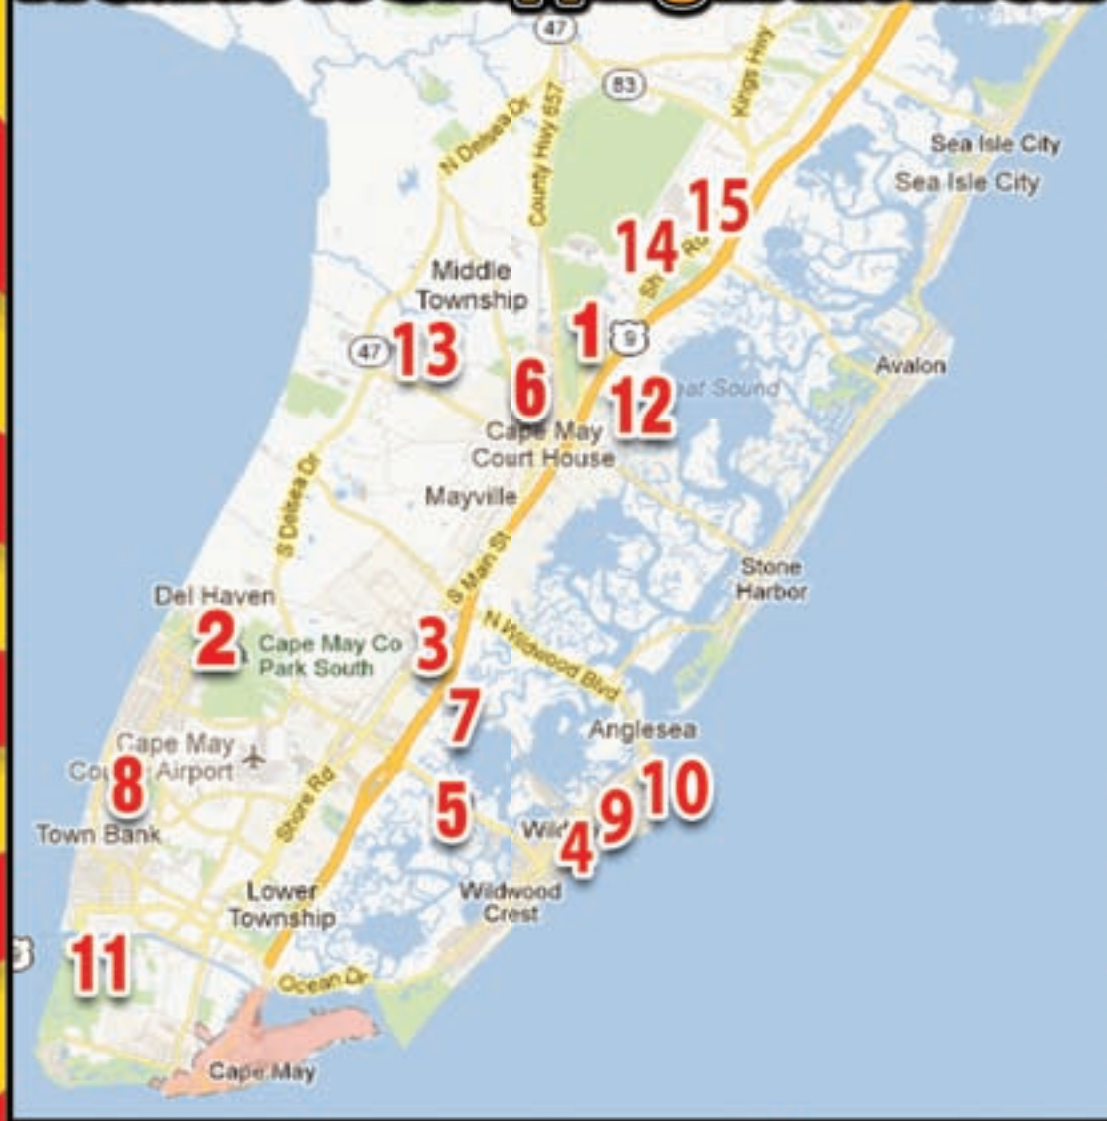 47
83
Kings Hwy
N Delsea Dr
County Hwy 657
Sea Isle City
Sea Isle City
15
14
Rd
Middle
Township
1
9
47
13
Avalon
6
12
Sound
Cape May
Court House
Mayville
S Delsea Dr
S Main St
Stone
Harbor
Del Haven
2
Cape May Co
Park South
3
N Wildwood Blvd
7
Anglesea
Cape May
Airport
8
5
10
9
4
Shore Rd
Town Bank
Lower
Township
Wildwood
Crest
11
Ocean Dr
Cape May